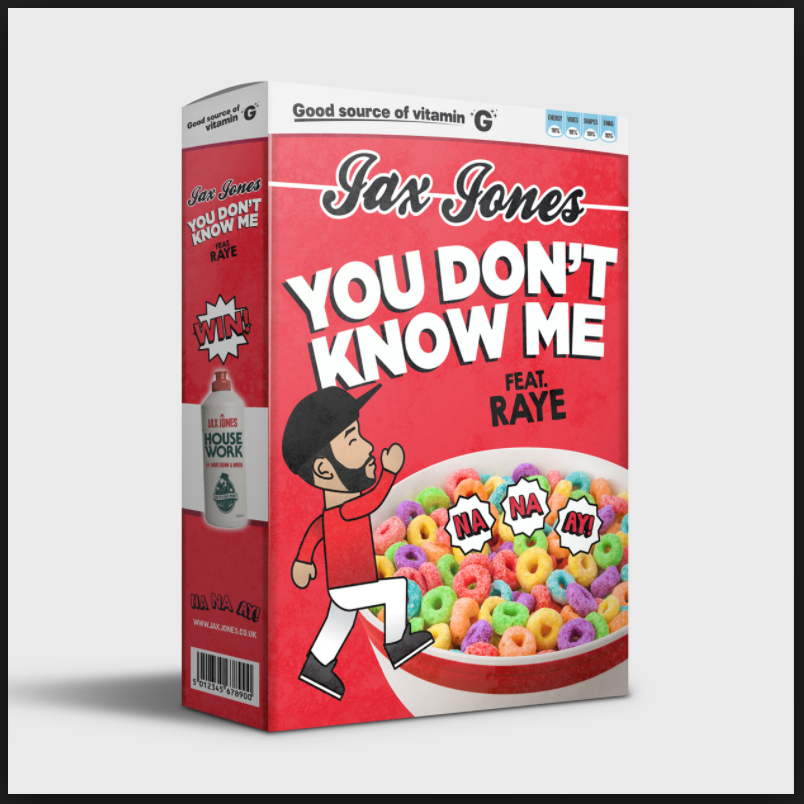 Good source of
vitamin G
Jax Jones
YOU DON'T
KNOW ME
FEAT.
RAYE
WIN!
JAX JONES
HOUSE
WORK
NA NA AY!
WWW.JAXJONES.CO.UK
5 012345 678900
Good source of vitamin G
ENERGY VIBES SHAPES SWAG
Jax Jones
YOU DON'T
KNOW ME
FEAT.
RAYE
NA NA AY!